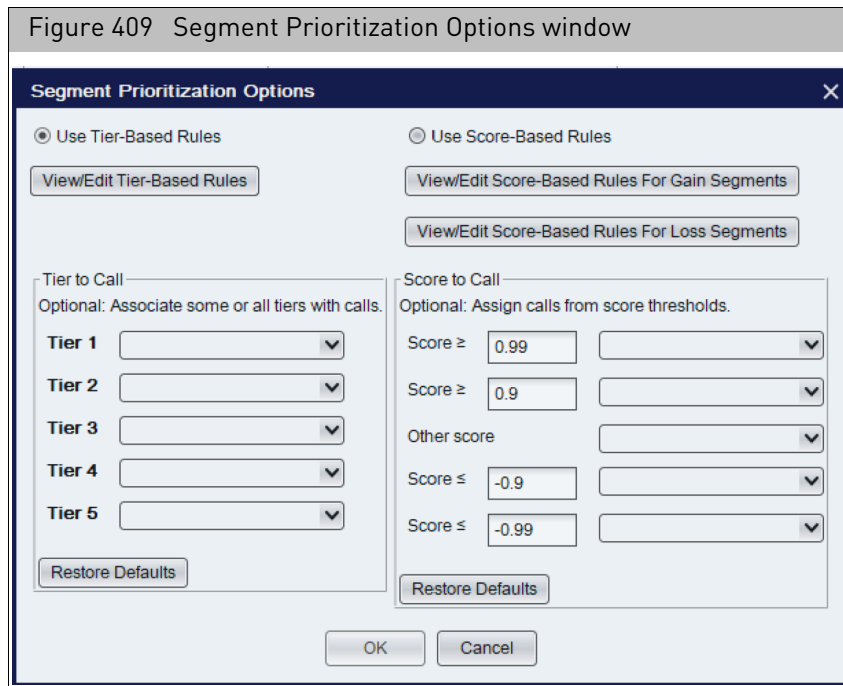 Figure 409 Segment Prioritization Options window
Segment Prioritization Options
Use Tier-Based Rules
Use Score-Based Rules
View/Edit Tier-Based Rules
View/Edit Score-Based Rules For Gain Segments
View/Edit Score-Based Rules For Loss Segments
Tier to Call
Optional: Associate some or all tiers with calls.
Tier 1
Tier 2
Tier 3
Tier 4
Tier 5
Restore Defaults
Score to Call
Optional: Assign calls from score thresholds.
Score ≥ 0.99
Score ≥ 0.9
Other score
Score ≤ -0.9
Score ≤ -0.99
Restore Defaults
OK
Cancel